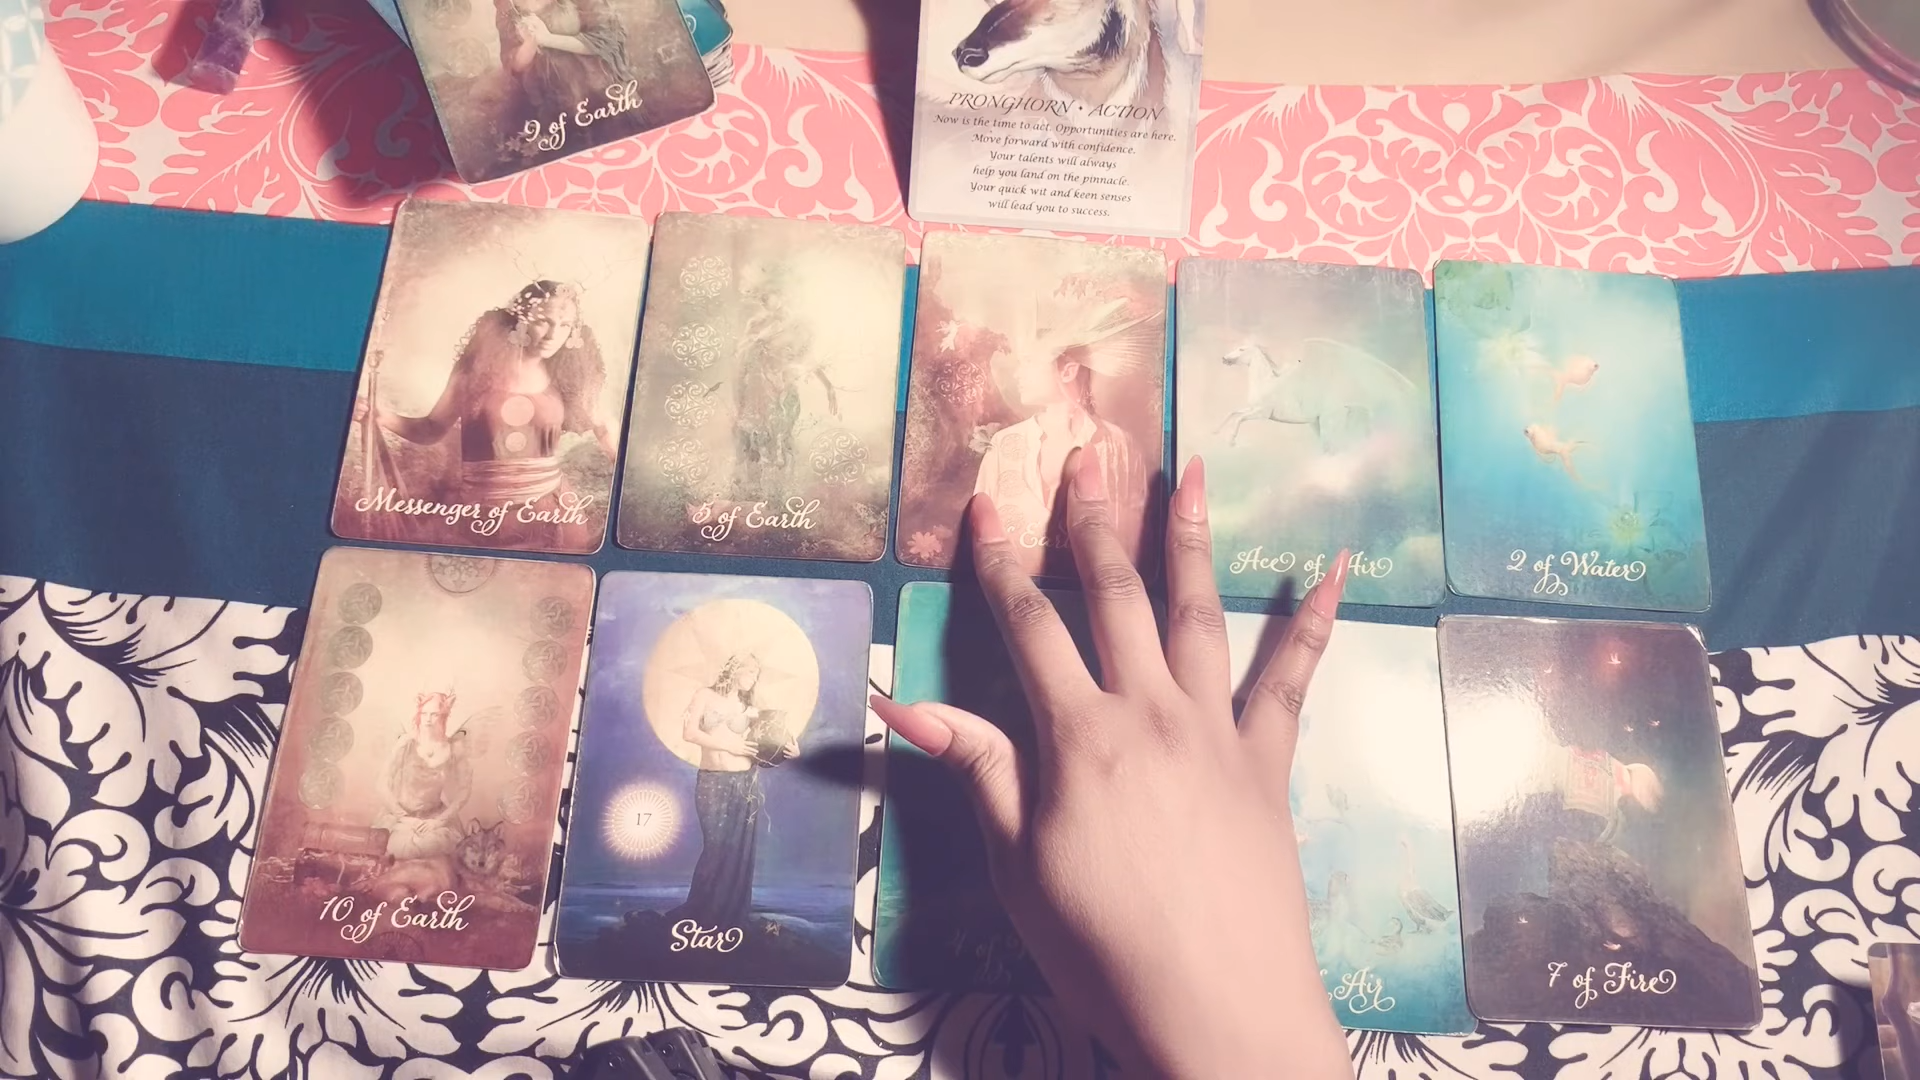 9 of Earth
PRONGHORN • ACTION
Now is the time to act. Opportunities are here.
Move forward with confidence.
Your talents will always
help you land on the pinnacle.
Your quick wit and keen senses
will lead you to success.
Messenger of Earth
5 of Earth
Ace of Air
2 of Water
10 of Earth
17
Star
4 of
Air
7 of Fire